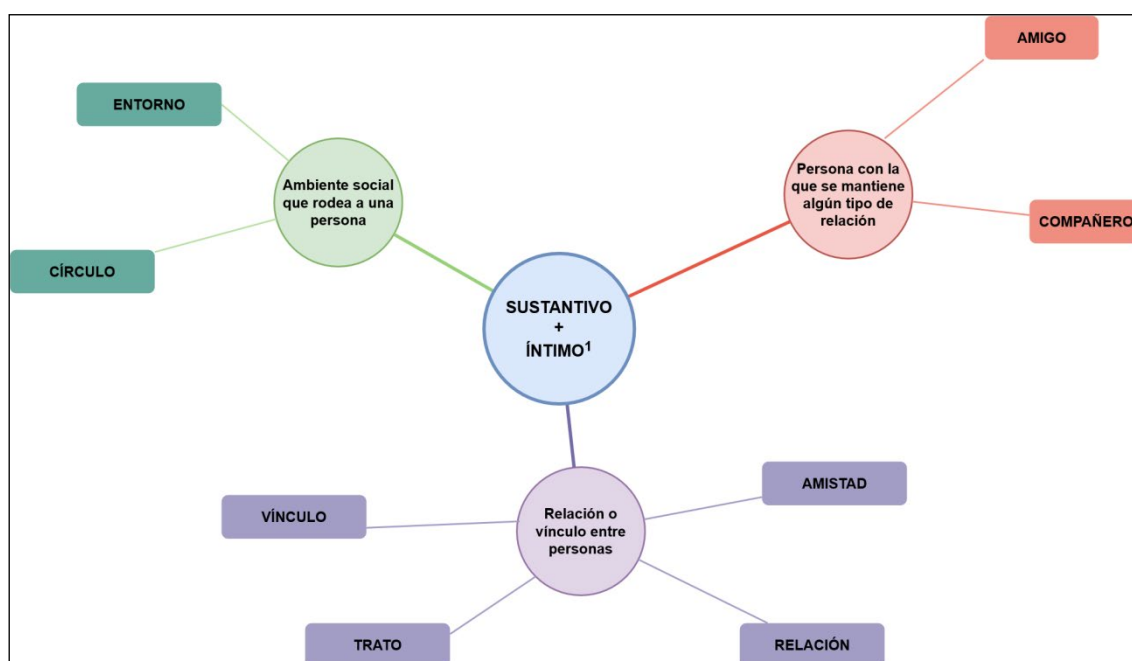 AMIGO
ENTORNO
Ambiente social
que rodea a una
persona
Persona con la
que se mantiene
algún tipo de
relación
COMPAÑERO
CÍRCULO
SUSTANTIVO
+
ÍNTIMO¹
AMISTAD
VÍNCULO
Relación o
vínculo entre
personas
TRATO
RELACIÓN